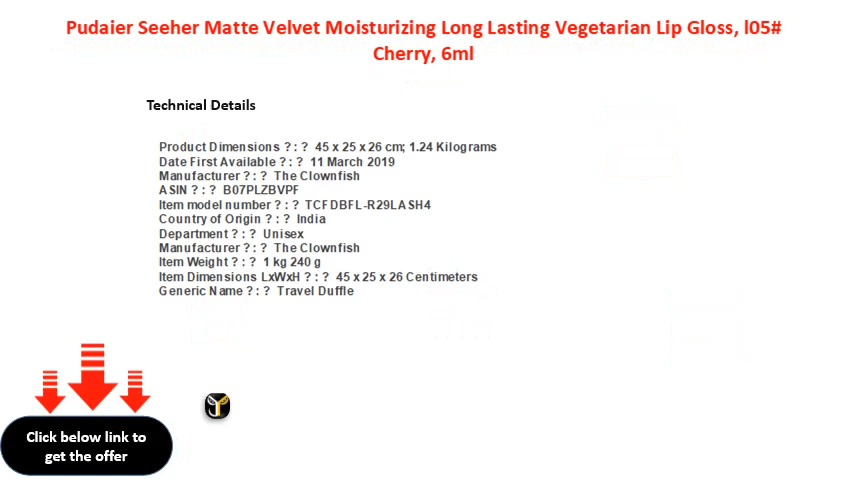 Pudaier Seeher Matte Velvet Moisturizing Long Lasting Vegetarian Lip Gloss, l05#
Cherry, 6ml
Technical Details
Product Dimensions ? : ? 45 x 25 x 26 cm; 1.24 Kilograms
Date First Available ? : ? 11 March 2019
Manufacturer ? : ? The Clownfish
ASIN ? : ? B07PLZBVPF
Item model number ? : ? TCFDBFL-R29LASH4
Country of Origin ? : ? India
Department ? : ? Unisex
Manufacturer ? : ? The Clownfish
Item Weight ? : ? 1 kg 240 g
Item Dimensions LxWxH ? : ? 45 x 25 x 26 Centimeters
Generic Name ? : ? Travel Duffle
Click below link to
get the offer